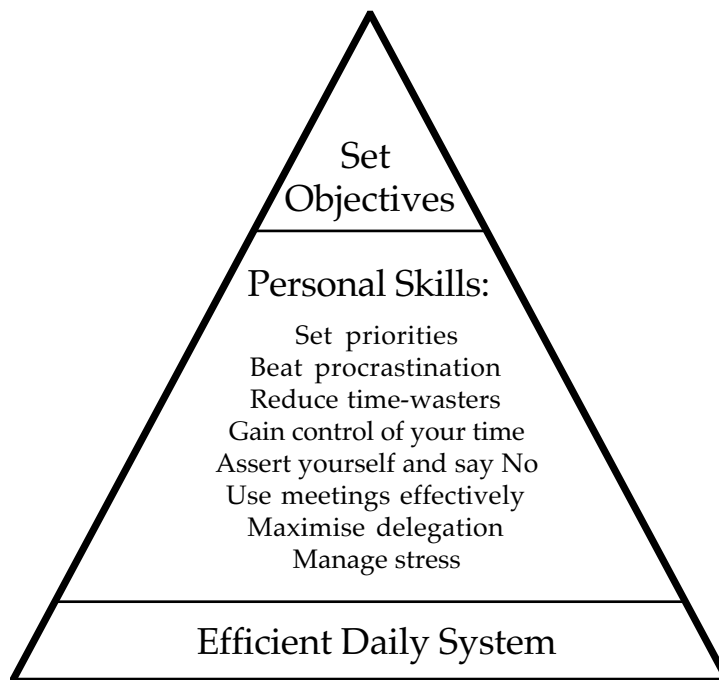 Set
Objectives
Personal Skills:
Set priorities
Beat procrastination
Reduce time-wasters
Gain control of your time
Assert yourself and say No
Use meetings effectively
Maximise delegation
Manage stress
Efficient Daily System